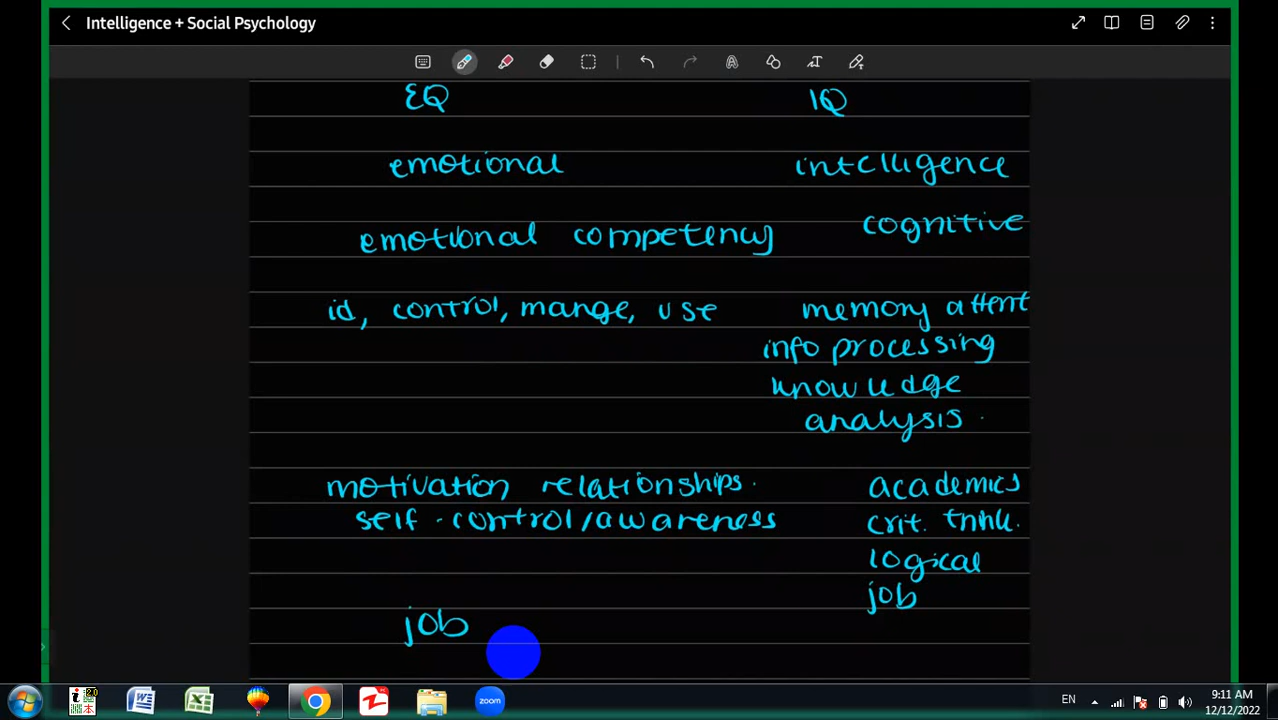 Intelligence + Social Psychology
EQ IQ
emotional intelligence
emotional competency cognitive
id, control, mange, use memory attent
info processing
knowledge
analysis.
motivation relationships. academics
self-control/awareness crit. thnk.
logical
job
job
zoom
EN
9:11 AM
12/12/2022